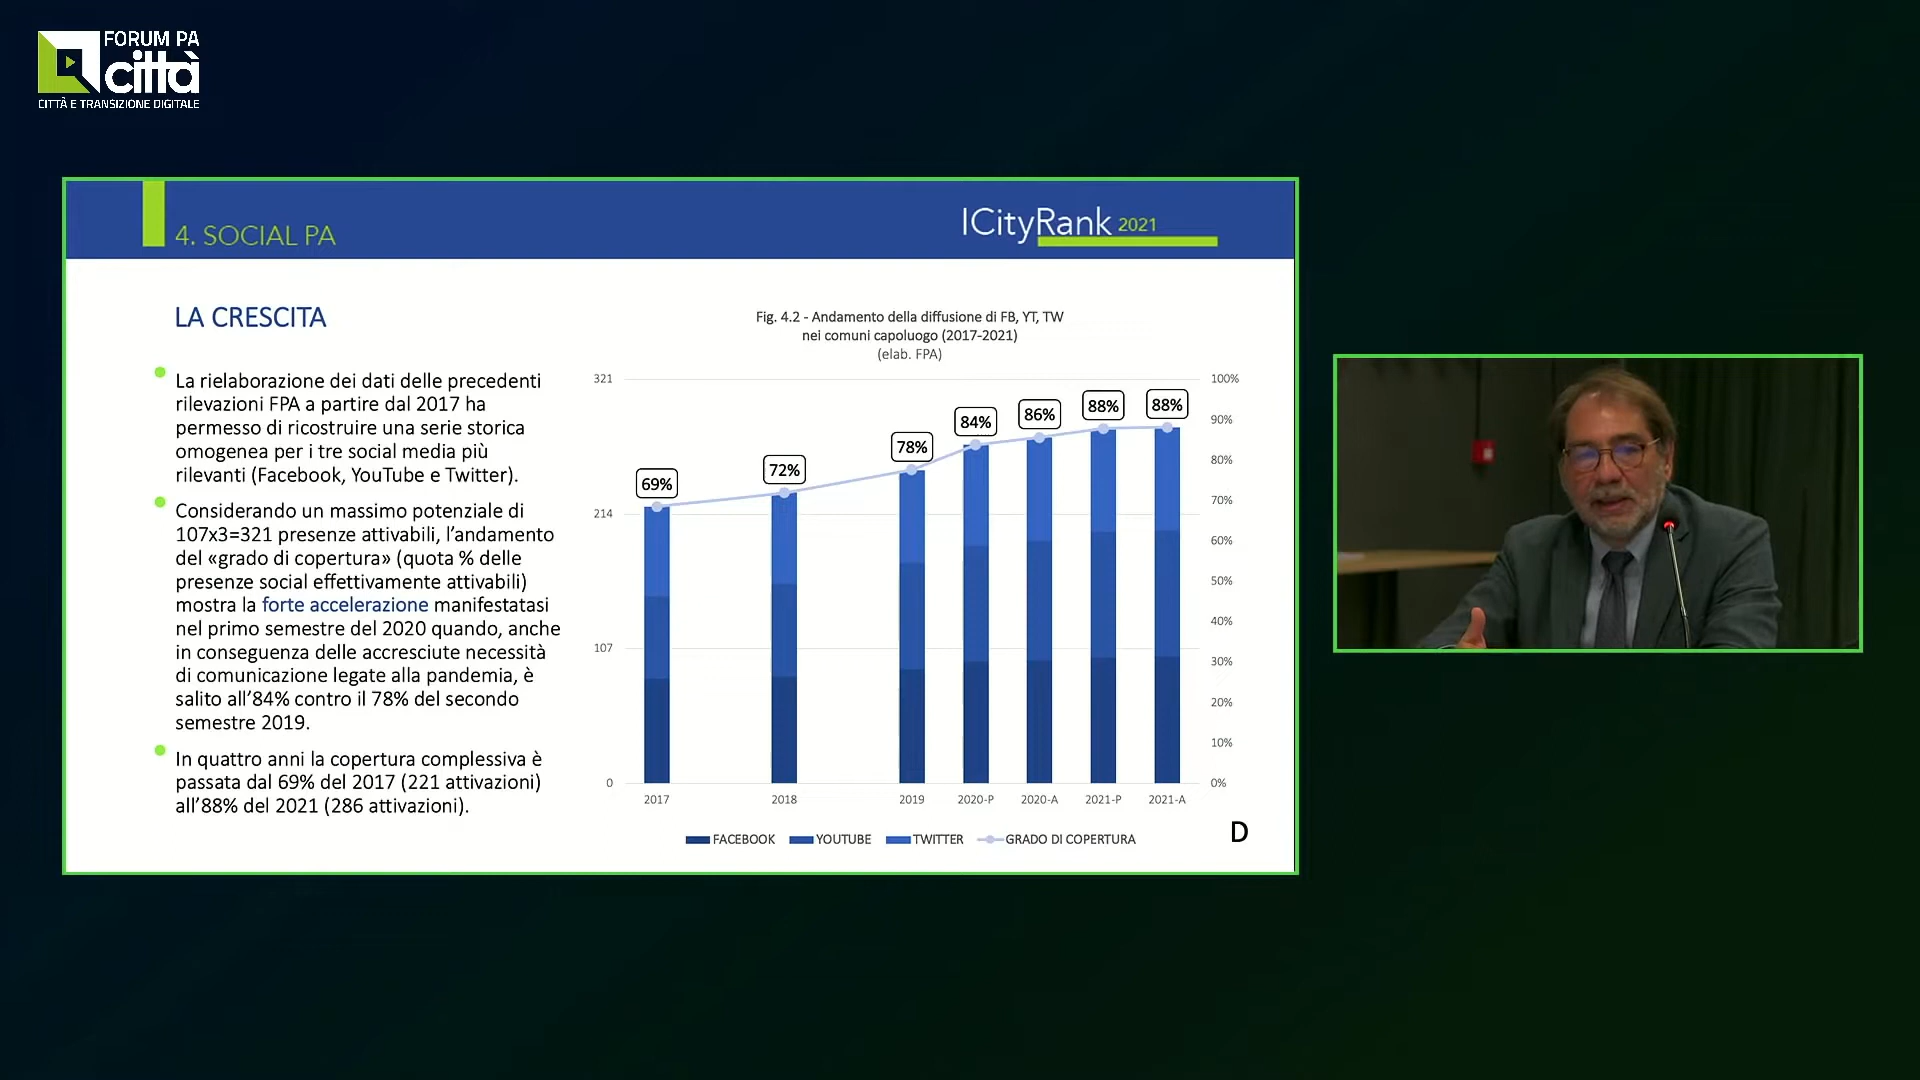 FORUM PA
città
CITTÀ E TRANSIZIONE DIGITALE
4. SOCIAL PA
ICityRank 2021
LA CRESCITA
La rielaborazione dei dati delle precedenti
rilevazioni FPA a partire dal 2017 ha
permesso di ricostruire una serie storica
omogenea per i tre social media più
rilevanti (Facebook, YouTube e Twitter).
Considerando un massimo potenziale di
107x3=321 presenze attivabili, l'andamento
del «grado di copertura» (quota % delle
presenze social effettivamente attivabili)
mostra la forte accelerazione manifestatasi
nel primo semestre del 2020 quando, anche
in conseguenza delle accresciute necessità
di comunicazione legate alla pandemia, è
salito all'84% contro il 78% del secondo
semestre 2019.
In quattro anni la copertura complessiva è
passata dal 69% del 2017 (221 attivazioni)
all'88% del 2021 (286 attivazioni).
Fig. 4.2 - Andamento della diffusione di FB, YT, TW
nei comuni capoluogo (2017-2021)
(elab. FPA)
321
214
107
0
69%
72%
78%
84%
86%
88%
88%
100%
90%
80%
70%
60%
50%
40%
30%
20%
10%
0%
2017 2018 2019 2020-P 2020-A 2021-P 2021-A
FACEBOOK YOUTUBE TWITTER GRADO DI COPERTURA
D